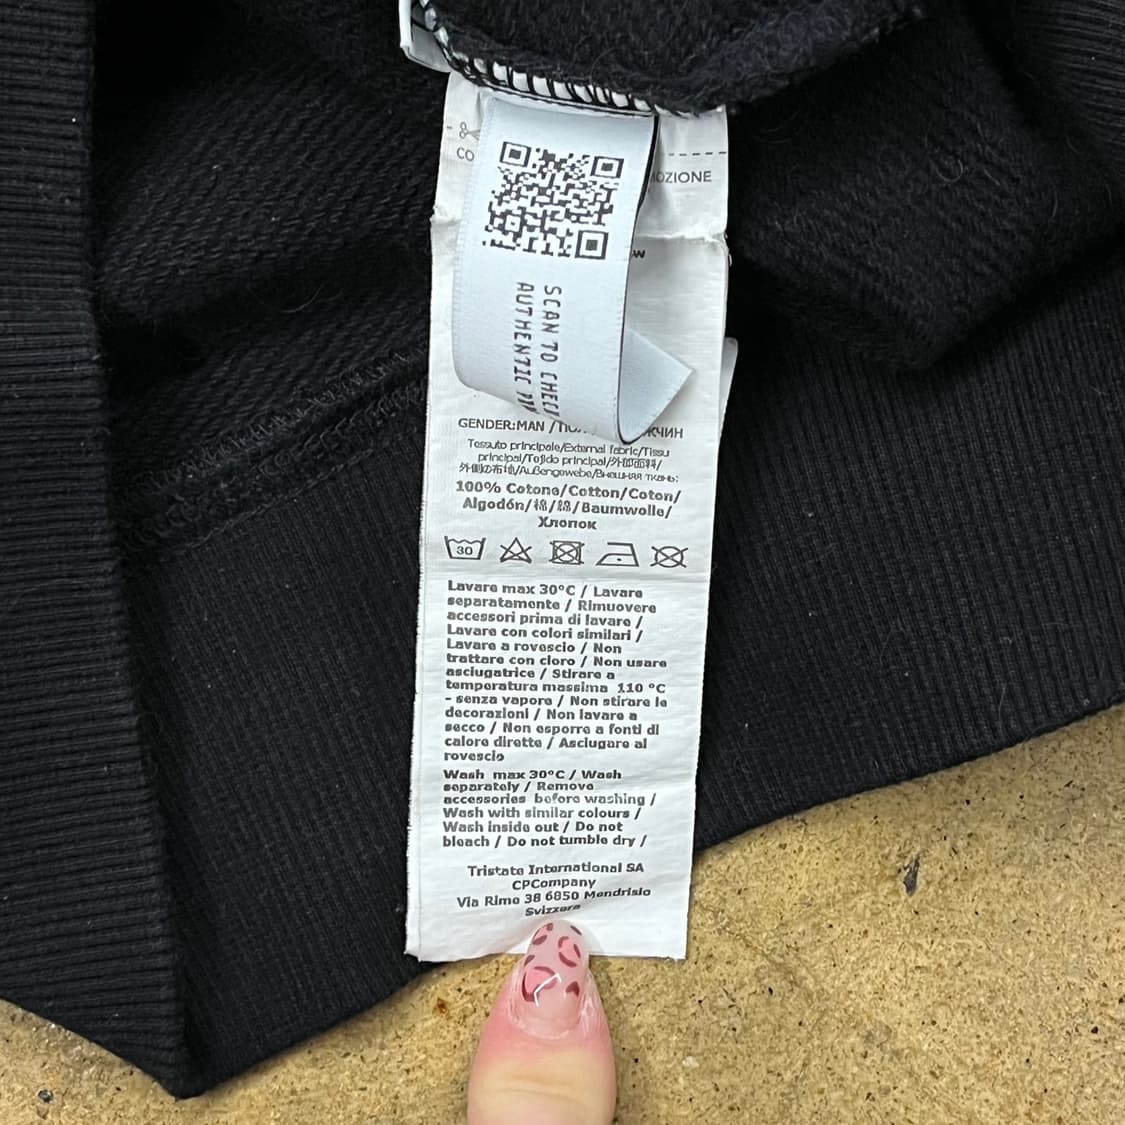 CO
MOZIONE
SCAN TO CHECK
AUTHENTIC
GENDER:MAN /
Tessuto principale/External fabric/Tissu
principal/Tejido principal/外部面料/
外側の布地/Außengewebe/Внешняя ткань:
100% Cotone/Cotton/Coton/
Algodón/棉/綿/Baumwolle/
Хлопок
30
Lavare max 30°C / Lavare
separatamente / Rimuovere
accessori prima di lavare /
Lavare con colori similari /
Lavare a rovescio / Non
trattare con cloro / Non usare
asciugatrice / Stirare a
temperatura massima 110 °C
- senza vapore / Non stirare le
decorazioni / Non lavare a
secco / Non esporre a fonti di
calore dirette / Asciugare al
rovescio
Wash max 30°C / Wash
separately / Remove
accessories before washing /
Wash with similar colours /
Wash inside out / Do not
bleach / Do not tumble dry /
Tristate International SA
CPCompany
Via Rime 38 6850 Mendrisio
Svizzera